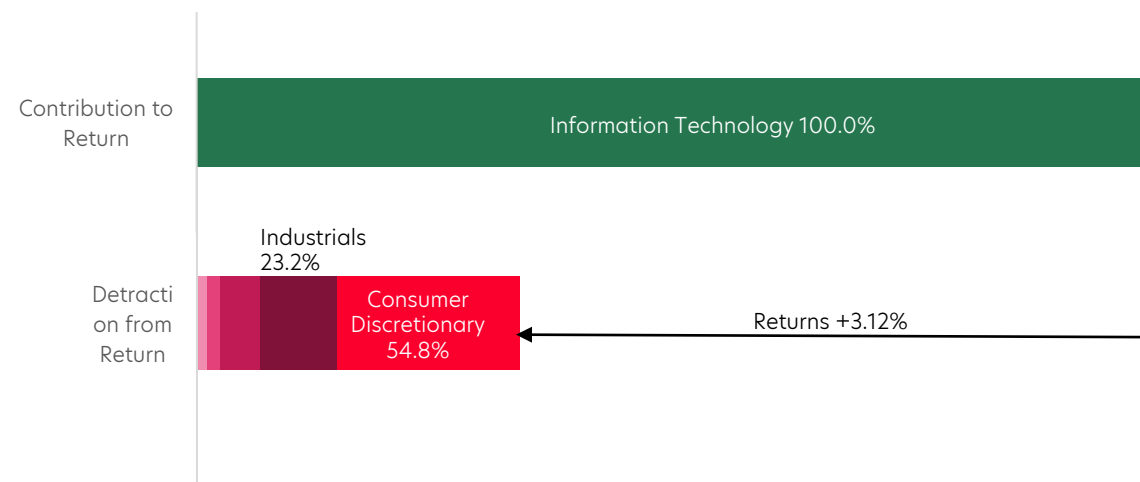 Contribution to
Return
Information Technology 100.0%
Industrials
23.2%
Detracti
on from
Return
Consumer
Discretionary
54.8%
Returns +3.12%